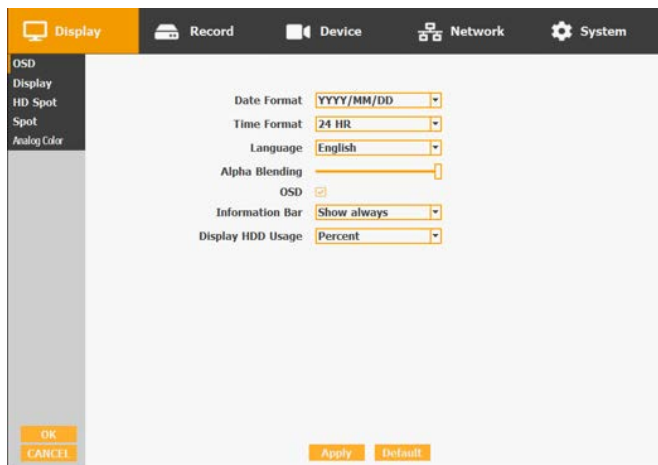 Display Record Device Network System
OSD
Display
HD Spot
Spot
Analog Color
Date Format YYYY/MM/DD
Time Format 24 HR
Language English
Alpha Blending
OSD
Information Bar Show always
Display HDD Usage Percent
OK
CANCEL
Apply Default